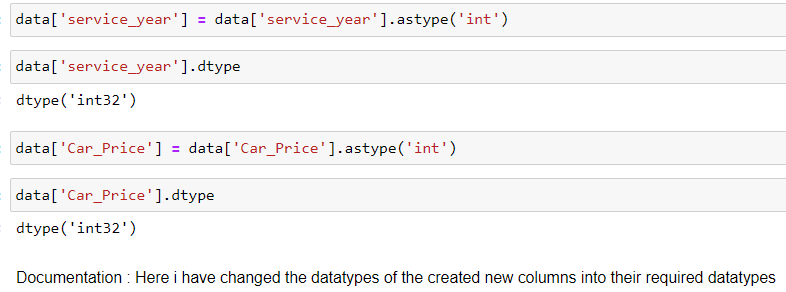 data['service_year'] = data['service_year'].astype('int')
data['service_year'].dtype
dtype('int32')
data['Car_Price'] = data['Car_Price'].astype('int')
data['Car_Price'].dtype
dtype('int32')
Documentation : Here i have changed the datatypes of the created new columns into their required datatypes